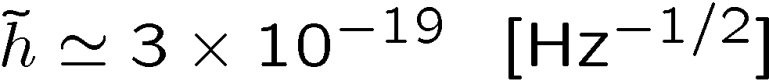 h̃ ≃ 3 × 10⁻¹⁹ [Hz⁻¹/²]